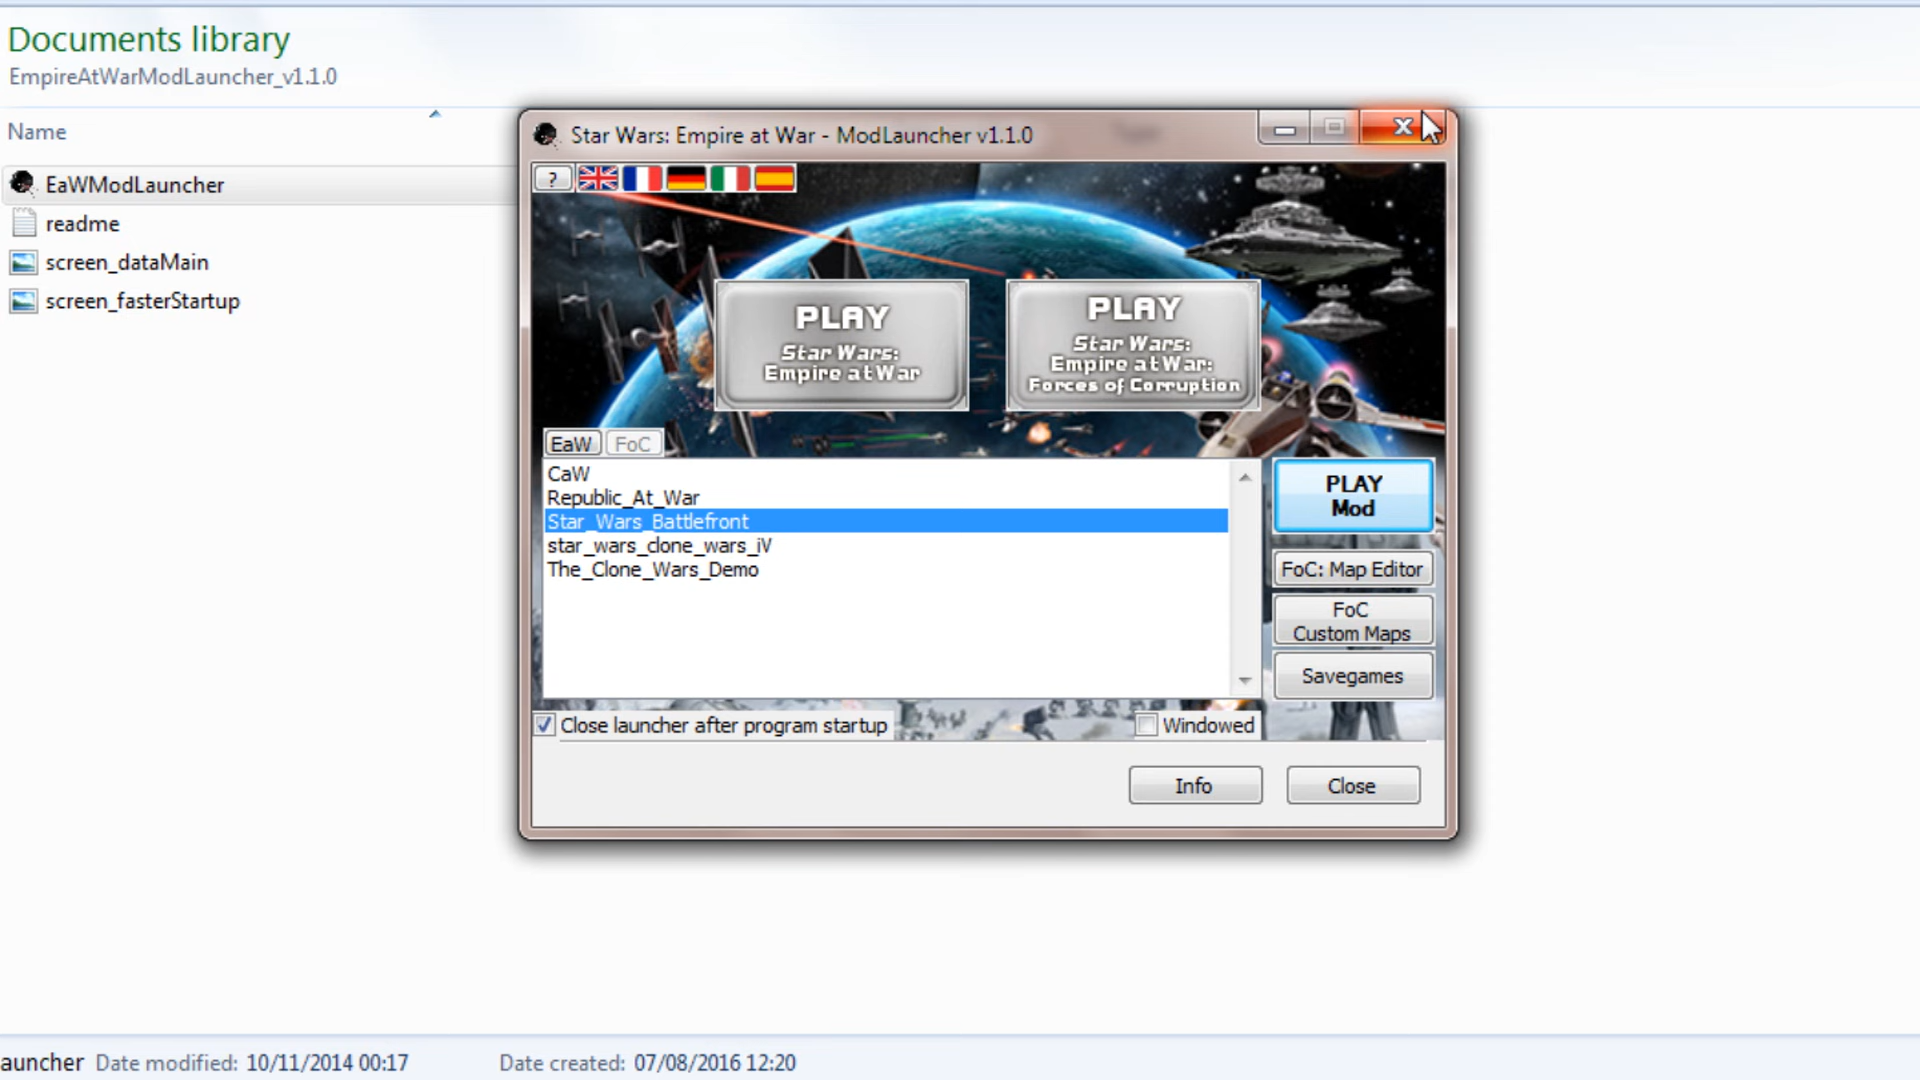 Documents library
EmpireAtWarModLauncher_v1.1.0
Name
EaWModLauncher
readme
screen_dataMain
screen_fasterStartup
Star Wars: Empire at War - ModLauncher v1.1.0
?
PLAY
Star Wars:
Empire at War
PLAY
Star Wars:
Empire at War:
Forces of Corruption
EaW
FoC
CaW
Republic_At_War
Star_Wars_Battlefront
star_wars_clone_wars_iV
The_Clone_Wars_Demo
PLAY
Mod
FoC: Map Editor
FoC
Custom Maps
Savegames
Close launcher after program startup
Windowed
Info
Close
auncher Date modified: 10/11/2014 00:17 Date created: 07/08/2016 12:20